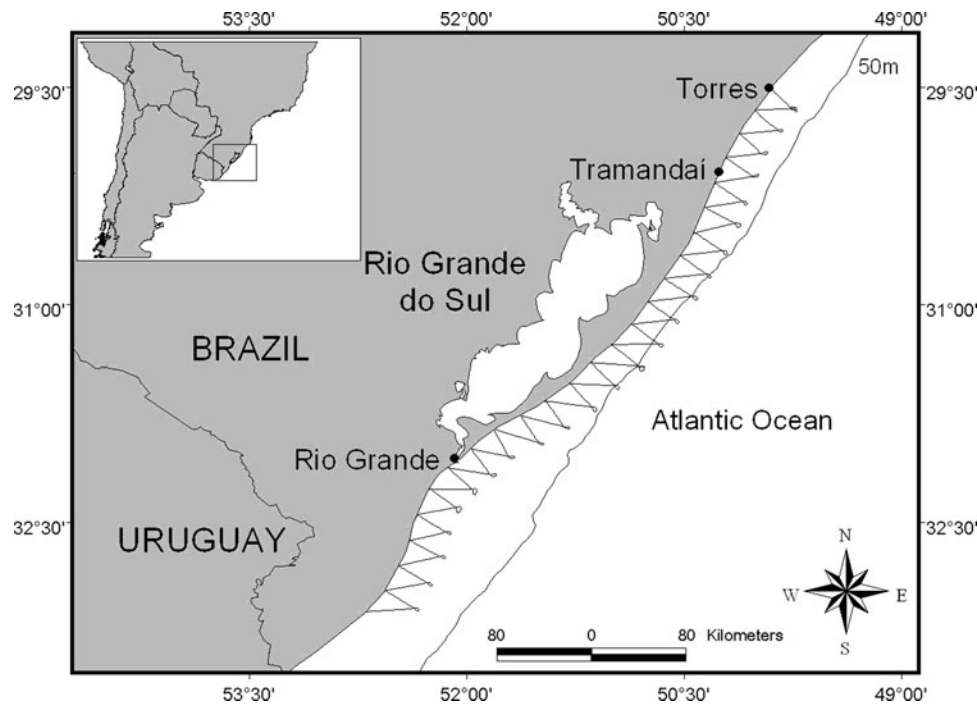 53°30' 52°00' 50°30' 49°00'
50m
29°30' Torres 29°30'
Tramandaí
Rio Grande
do Sul
31°00' 31°00'
BRAZIL
Atlantic Ocean
Rio Grande
32°30' URUGUAY 32°30'
N
W E
S
80 0 80 Kilometers
53°30' 52°00' 50°30' 49°00'